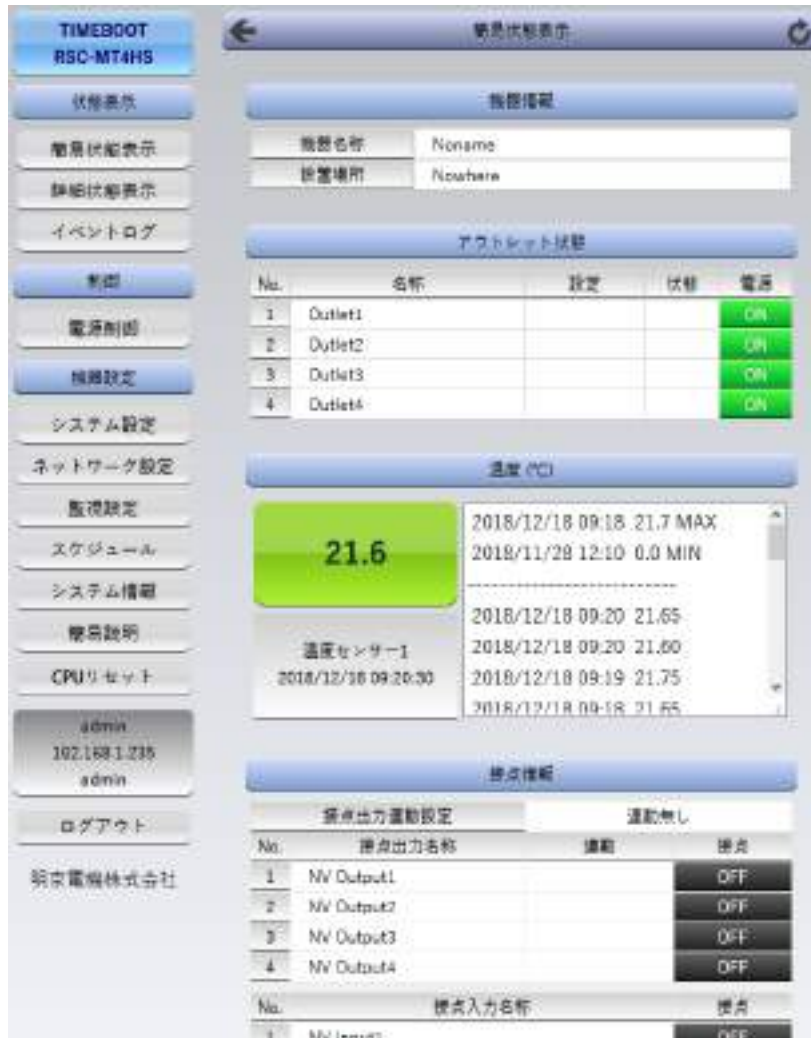 TIMEBOOT
RSC-MT4HS
状態表示
簡易状態表示
詳細状態表示
イベントログ
制御
電源制御
機器設定
システム設定
ネットワーク設定
監視設定
スケジュール
システム情報
簡易説明
CPUリセット
admin
192.168.1.235
admin
ログアウト
明京電機株式会社
簡易状態表示
機器情報
機器名称 Noname
設置場所 Nowhere
アウトレット状態
No. 名称 設定 状態 電源
1 Outlet1 ON
2 Outlet2 ON
3 Outlet3 ON
4 Outlet4 ON
温度 (℃)
21.6
温度センサー1
2018/12/18 09:20:30
2018/12/18 09:18 21.7 MAX
2018/11/28 12:10 0.0 MIN
---------------------------
2018/12/18 09:20 21.65
2018/12/18 09:20 21.60
2018/12/18 09:19 21.75
2018/12/18 09:18 21.65
接点情報
接点出力連動設定 連動無し
No. 接点出力名称 連動 接点
1 NV Output1 OFF
2 NV Output2 OFF
3 NV Output3 OFF
4 NV Output4 OFF
No. 接点入力名称 接点
1 NV Input1 OFF